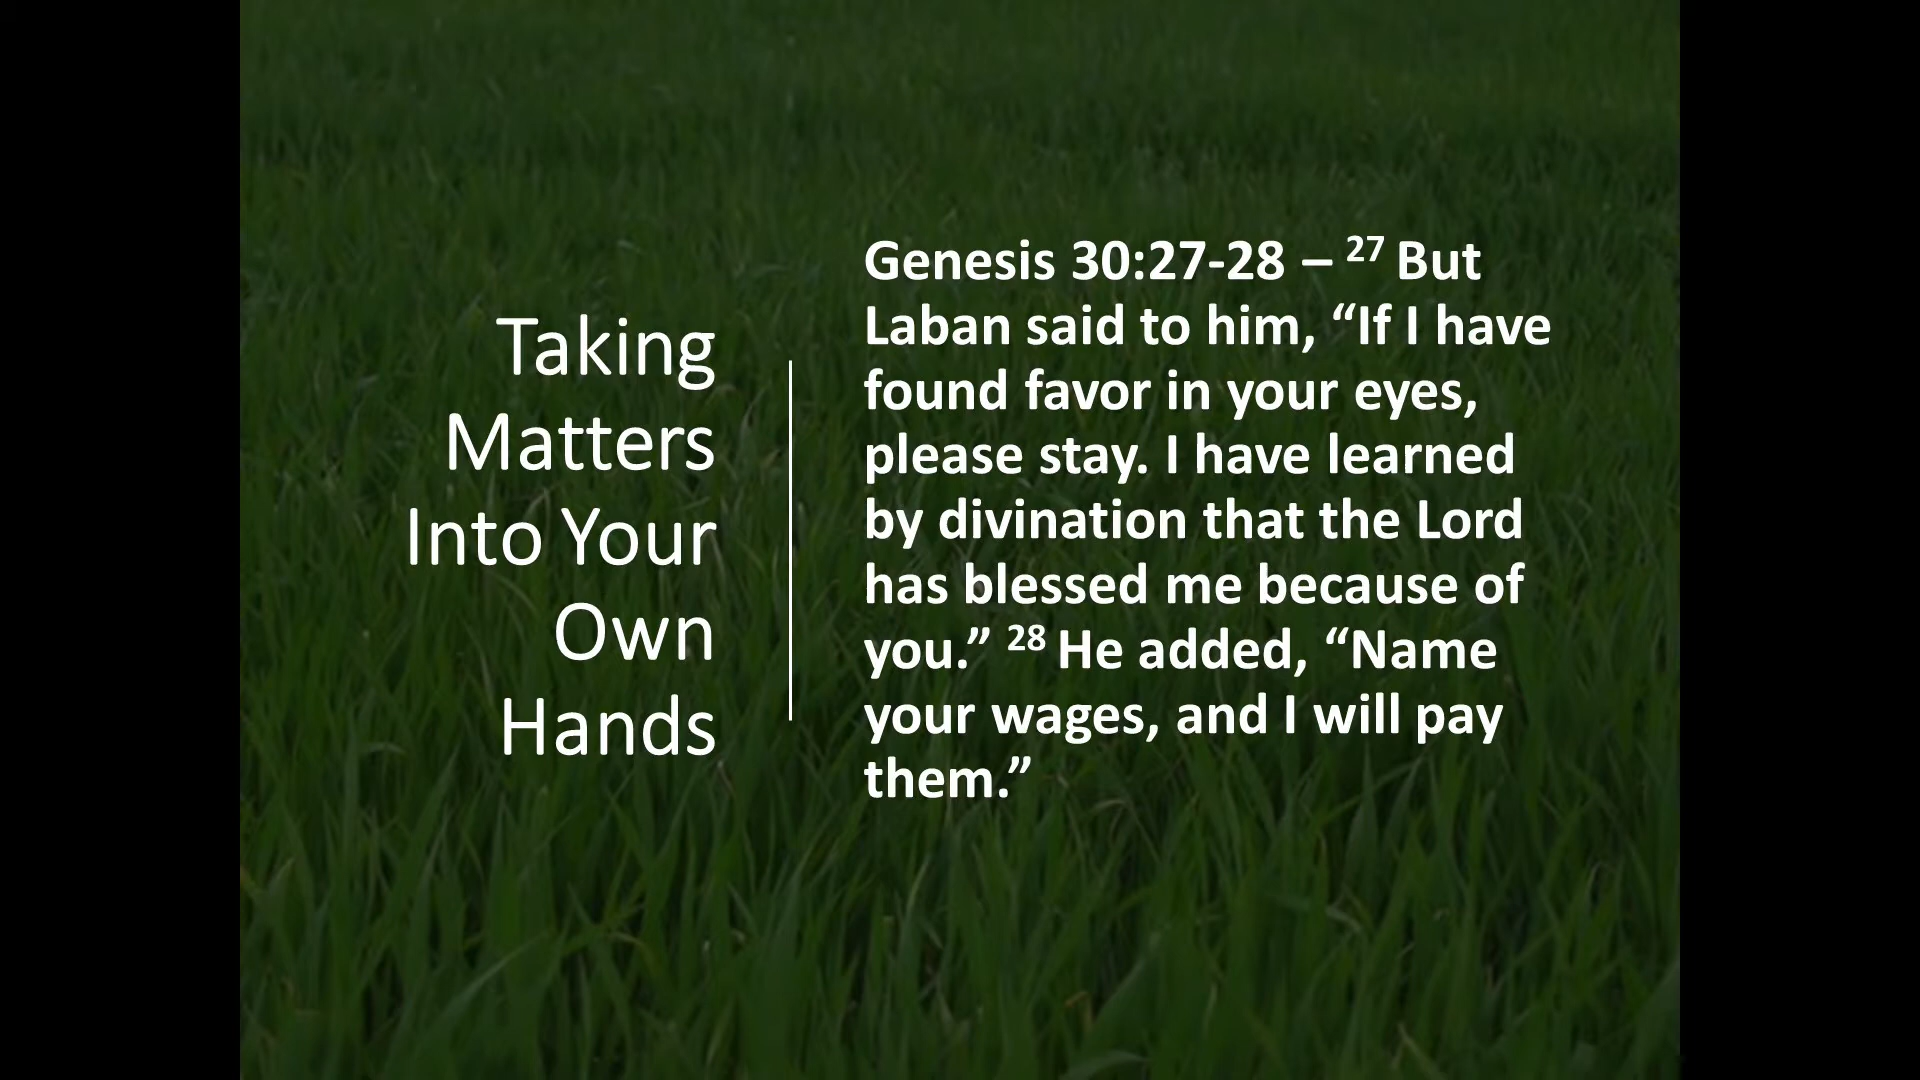 Taking
Matters
Into Your
Own
Hands
Genesis 30:27-28 – 27 But
Laban said to him, “If I have
found favor in your eyes,
please stay. I have learned
by divination that the Lord
has blessed me because of
you.” 28 He added, “Name
your wages, and I will pay
them.”